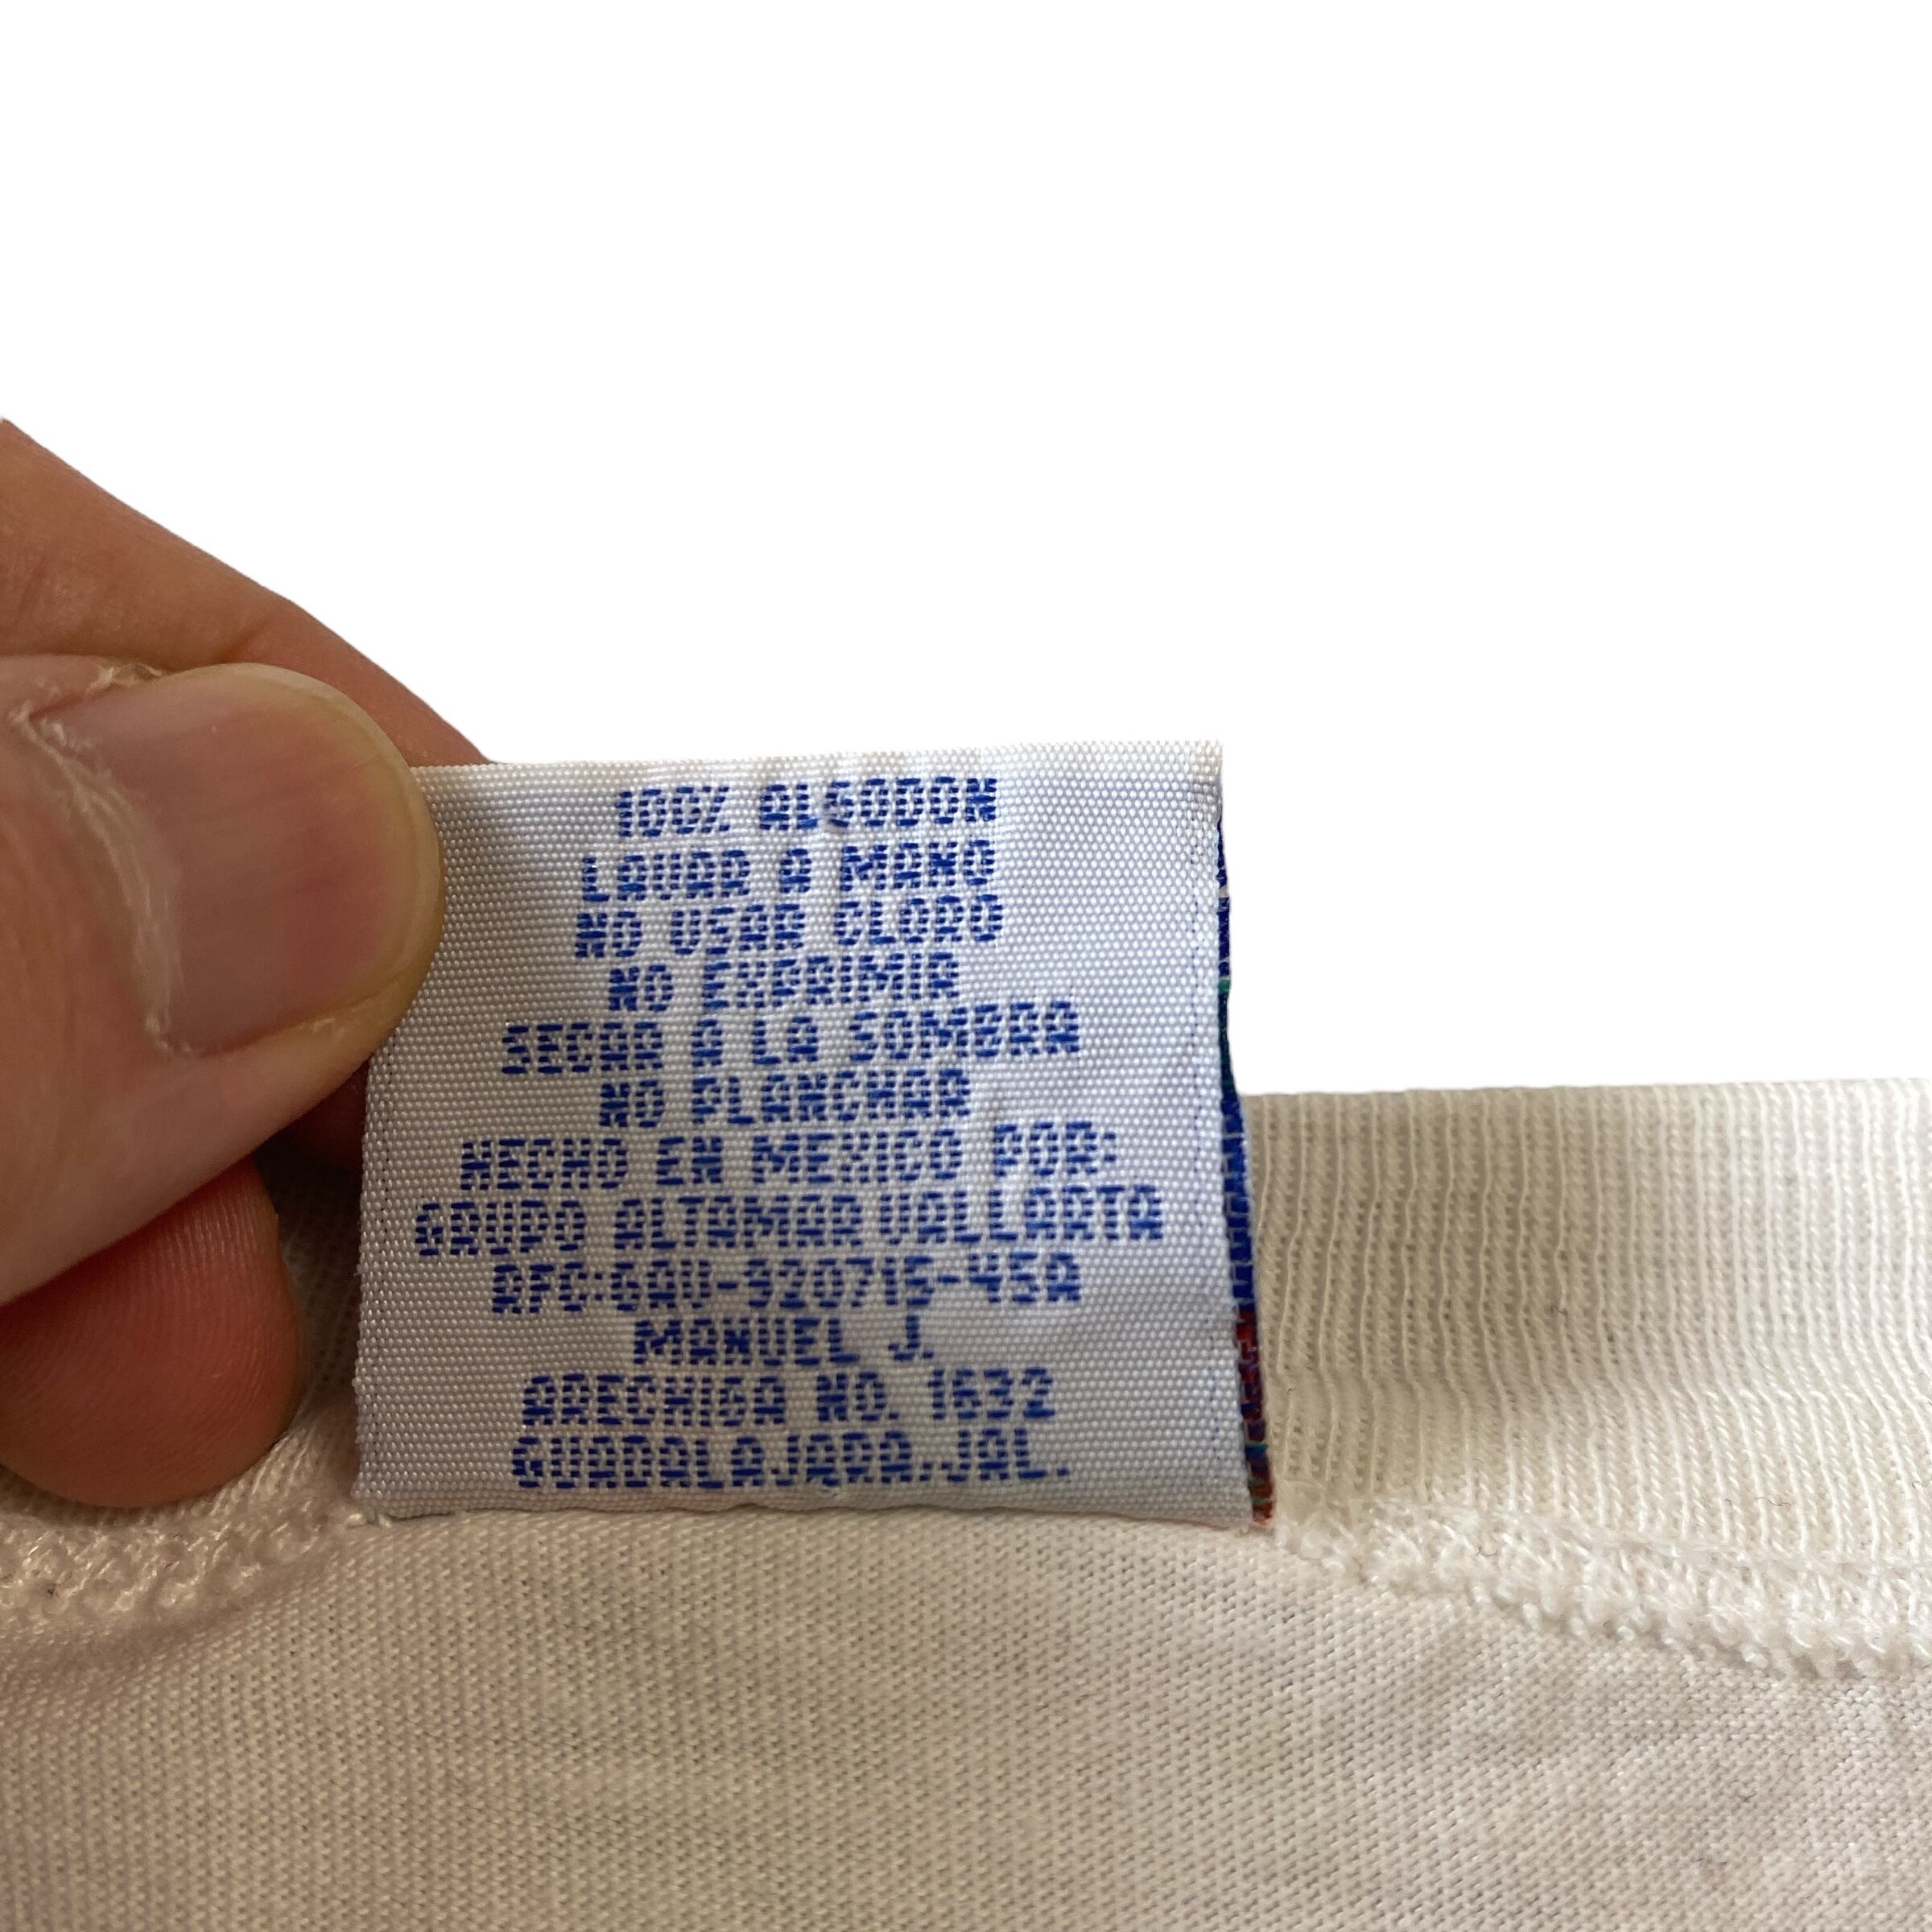 100% ALGODON
LAVAR A MANO
NO USAR CLORO
NO EXPRIMIR
SECAR A LA SOMBRA
NO PLANCHAR
HECHO EN MEXICO POR:
GRUPO ALTAMAR VALLARTA
RFC:GAV-920715-45A
MANUEL J.
ARECHIGA NO. 1632
GUADALAJARA,JAL.